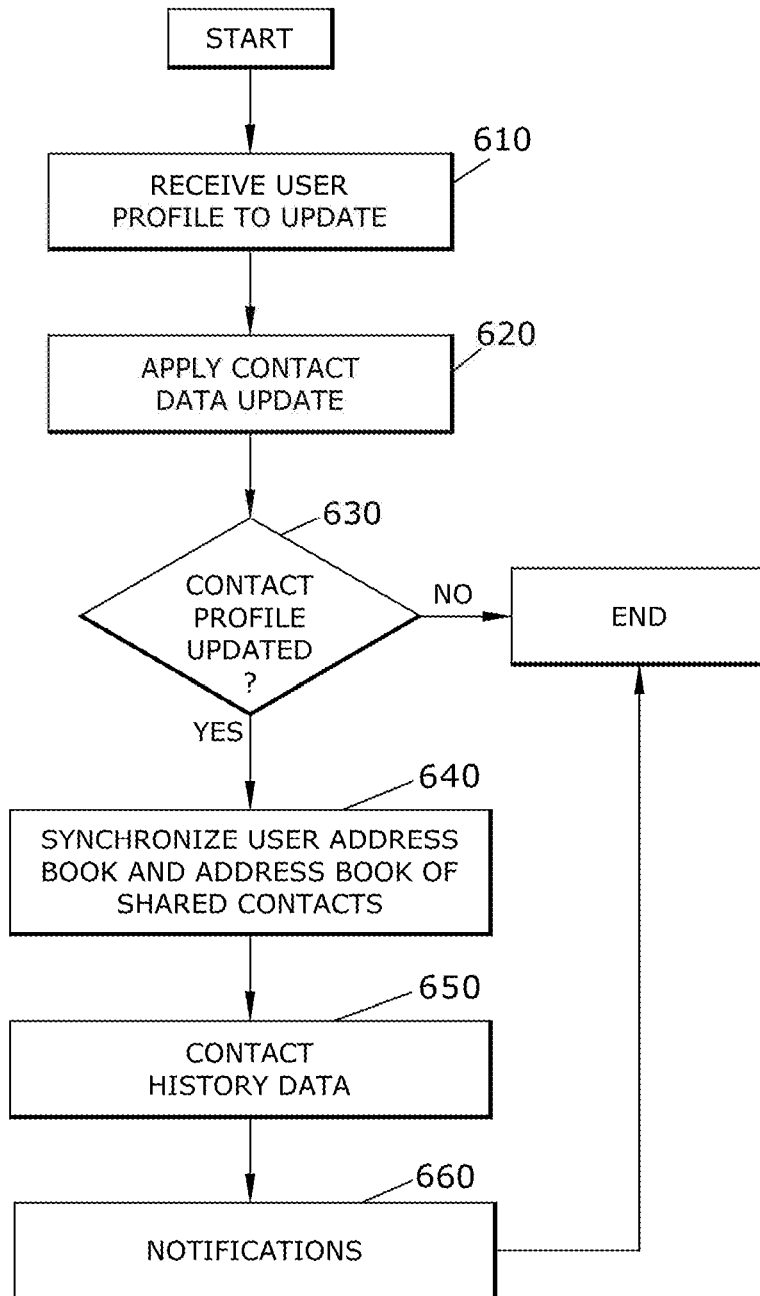 START
610
RECEIVE USER
PROFILE TO UPDATE
620
APPLY CONTACT
DATA UPDATE
630
CONTACT
PROFILE
UPDATED
?
NO
END
YES
640
SYNCHRONIZE USER ADDRESS
BOOK AND ADDRESS BOOK OF
SHARED CONTACTS
650
CONTACT
HISTORY DATA
660
NOTIFICATIONS